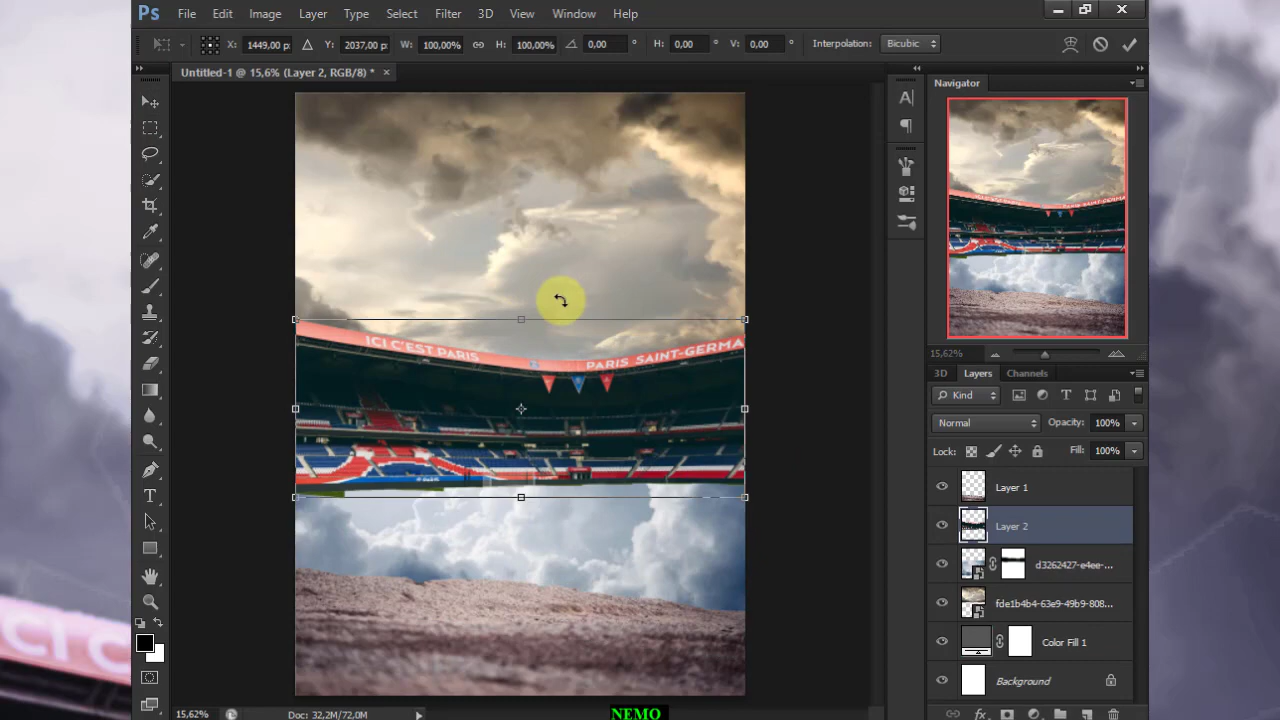 Ps File Edit Image Layer Type Select Filter 3D View Window Help
X: 1449,00 p: Y: 2037,00 p: W: 100,00% H: 100,00% 0,00 ° H: 0,00 ° V: 0,00 ° Interpolation: Bicubic
Untitled-1 @ 15,6% (Layer 2, RGB/8) * ×
Navigator
15,62%
3D Layers Channels
Kind
Normal Opacity: 100%
Lock: Fill: 100%
Layer 1
Layer 2
d3262427-e4ee-...
fde1b4b4-63e9-49b9-808...
Color Fill 1
Background
fx
ICI C'EST PARIS PARIS SAINT-GERMA
ICI C
15,62% Doc: 32,2M/72,0M
NEMO